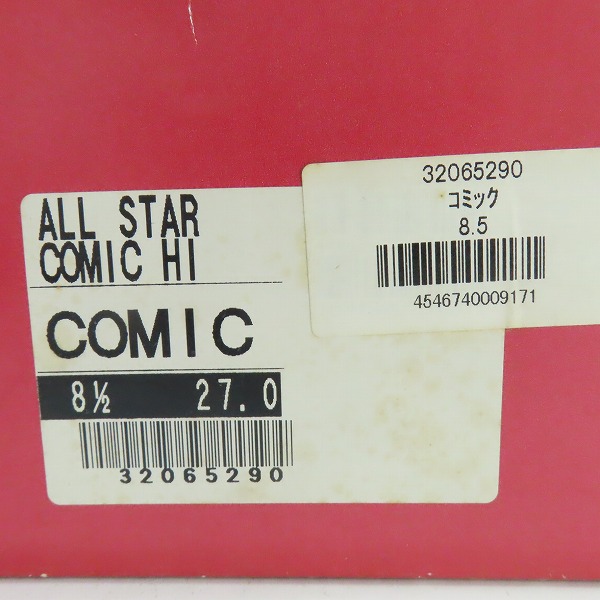 ALL STAR
COMIC HI
COMIC
8½ 27.0
32065290
32065290
コミック
8.5
4546740009171